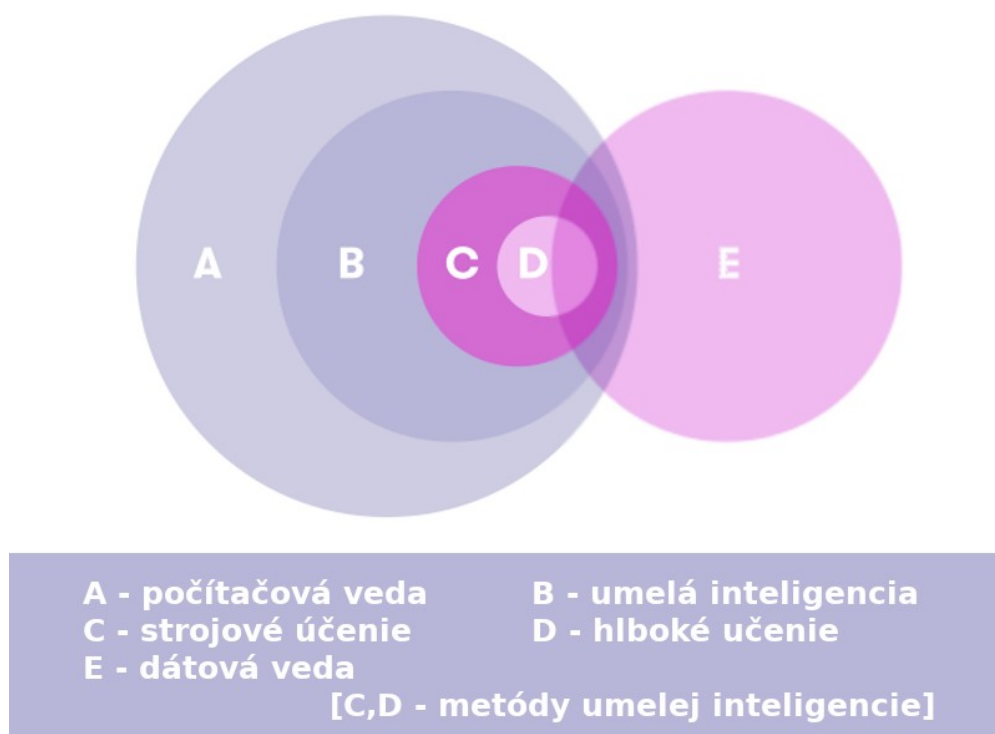 A B C D E
A - počítačová veda
B - umelá inteligencia
C - strojové účenie
D - hlboké učenie
E - dátová veda
[C,D - metódy umelej inteligencie]